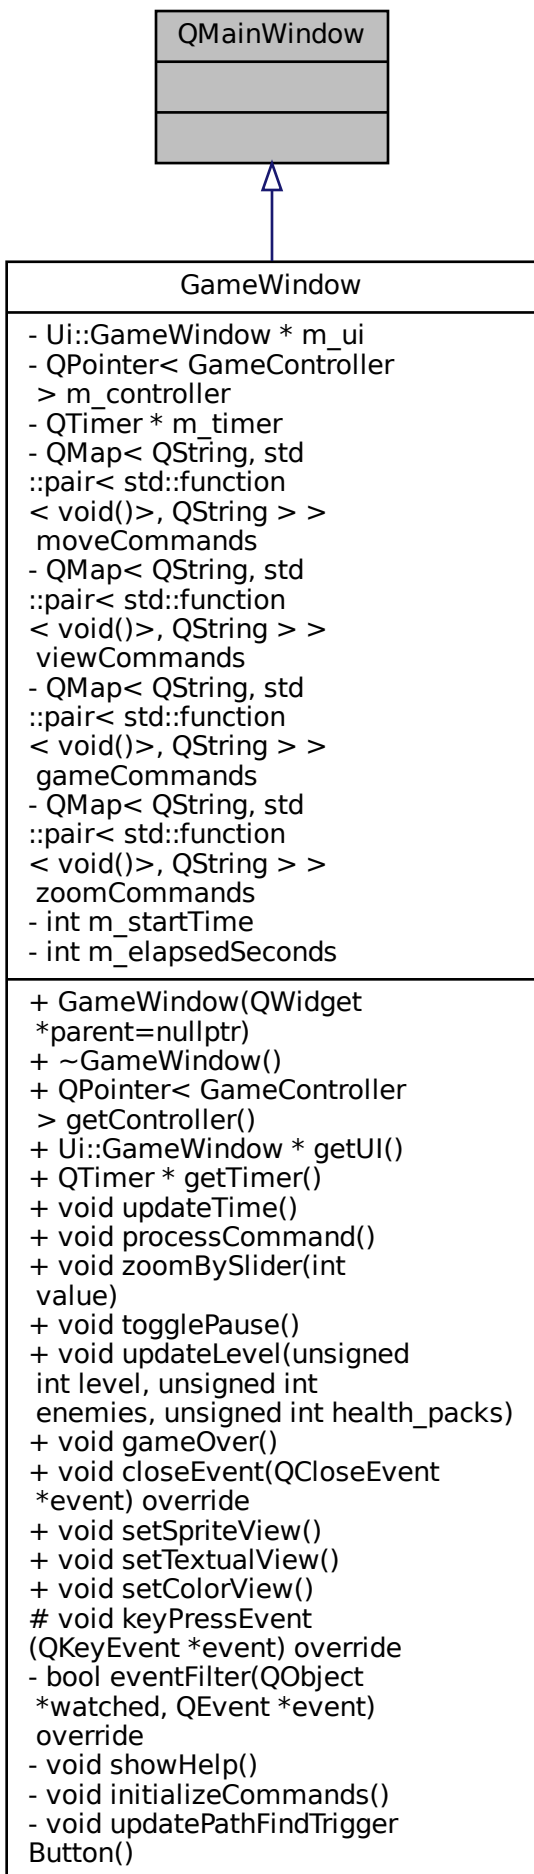 QMainWindow
GameWindow
- Ui::GameWindow * m_ui
- QPointer< GameController
> m_controller
- QTimer * m_timer
- QMap< QString, std
::pair< std::function
< void()>, QString > >
moveCommands
- QMap< QString, std
::pair< std::function
< void()>, QString > >
viewCommands
- QMap< QString, std
::pair< std::function
< void()>, QString > >
gameCommands
- QMap< QString, std
::pair< std::function
< void()>, QString > >
zoomCommands
- int m_startTime
- int m_elapsedSeconds
+ GameWindow(QWidget
*parent=nullptr)
+ ~GameWindow()
+ QPointer< GameController
> getController()
+ Ui::GameWindow * getUI()
+ QTimer * getTimer()
+ void updateTime()
+ void processCommand()
+ void zoomBySlider(int
value)
+ void togglePause()
+ void updateLevel(unsigned
int level, unsigned int
enemies, unsigned int health_packs)
+ void gameOver()
+ void closeEvent(QCloseEvent
*event) override
+ void setSpriteView()
+ void setTextualView()
+ void setColorView()
# void keyPressEvent
(QKeyEvent *event) override
- bool eventFilter(QObject
*watched, QEvent *event)
override
- void showHelp()
- void initializeCommands()
- void updatePathFindTrigger
Button()